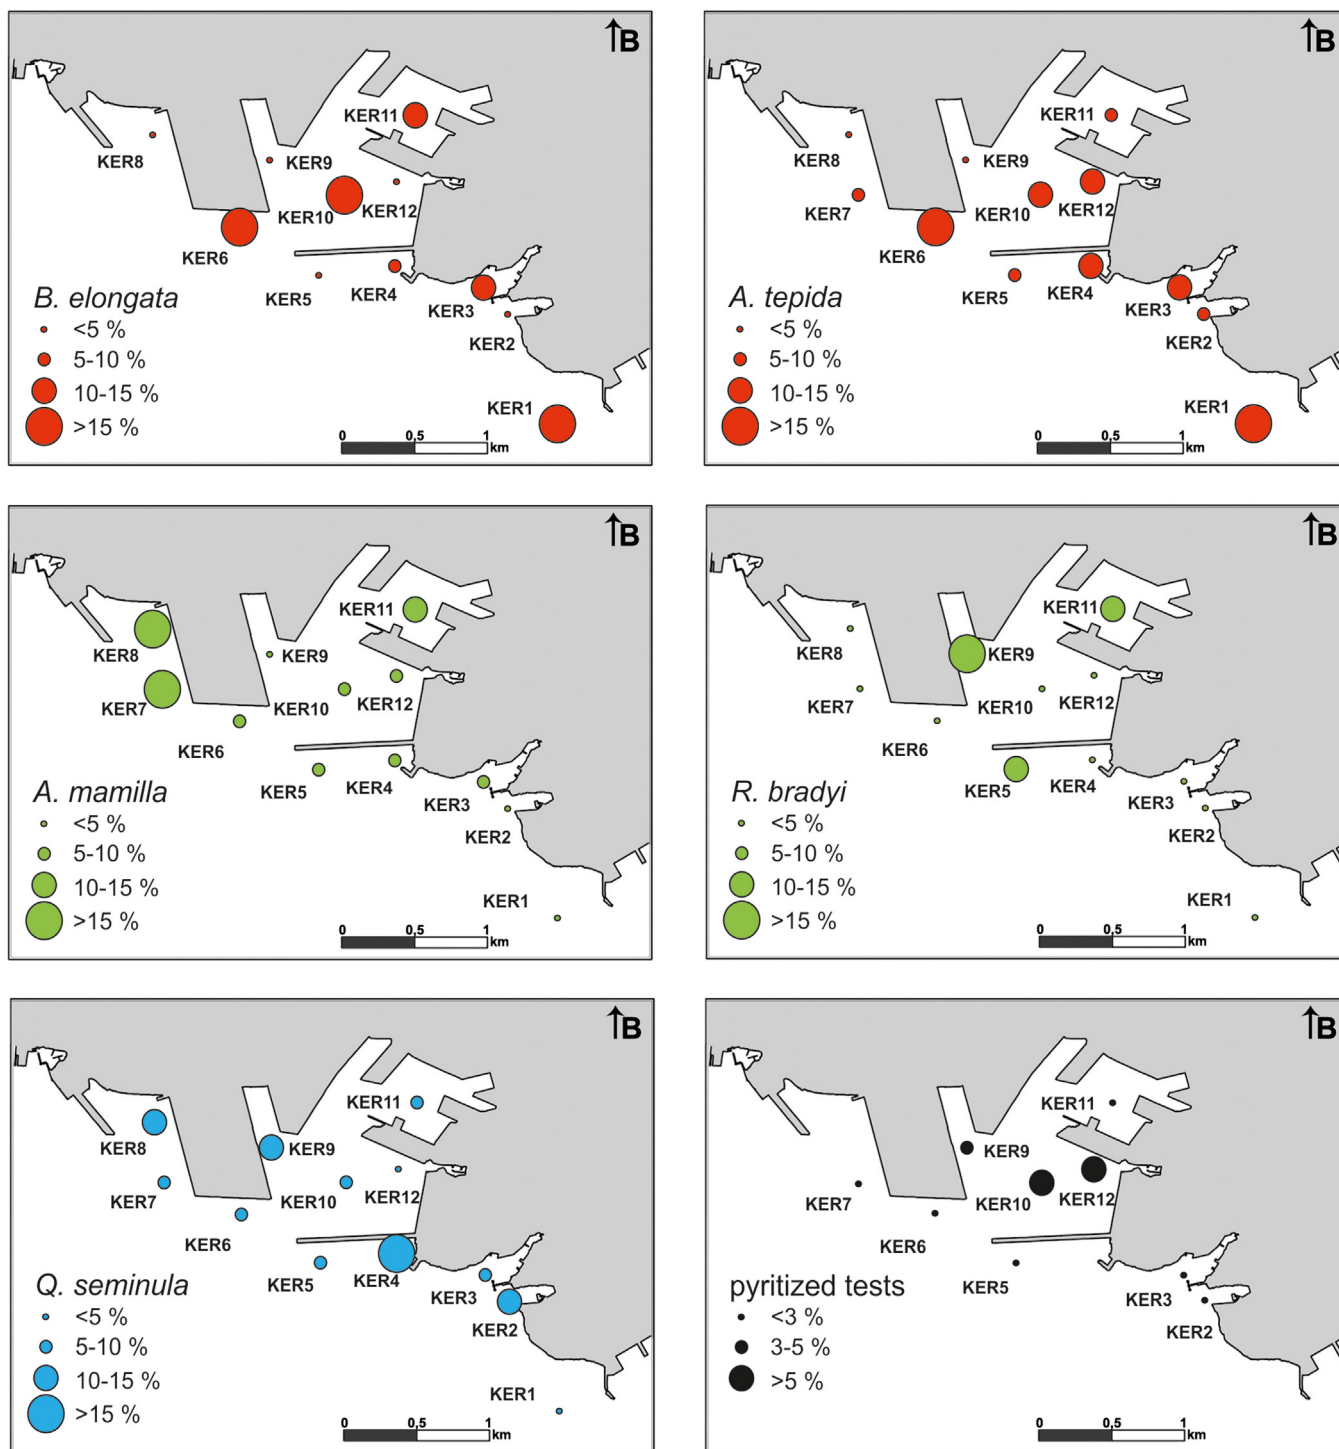 B
KER11
KER8
KER9
KER10
KER12
KER6
KER5
KER4
KER3
KER2
KER1
B. elongata
<5 %
5-10 %
10-15 %
>15 %
0 0,5 1
km
B
KER11
KER8
KER9
KER7
KER10
KER12
KER6
KER5
KER4
KER3
KER2
KER1
A. tepida
<5 %
5-10 %
10-15 %
>15 %
0 0,5 1
km
B
KER11
KER8
KER9
KER7
KER10
KER12
KER6
KER5
KER4
KER3
KER2
KER1
A. mamilla
<5 %
5-10 %
10-15 %
>15 %
0 0,5 1
km
B
KER11
KER8
KER9
KER7
KER10
KER12
KER6
KER5
KER4
KER3
KER2
KER1
R. bradyi
<5 %
5-10 %
10-15 %
>15 %
0 0,5 1
km
B
KER11
KER8
KER9
KER7
KER10
KER12
KER6
KER5
KER4
KER3
KER2
KER1
Q. seminula
<5 %
5-10 %
10-15 %
>15 %
0 0,5 1
km
B
KER11
KER9
KER7
KER10
KER12
KER6
KER5
KER3
KER2
pyritized tests
<3 %
3-5 %
>5 %
0 0,5 1
km